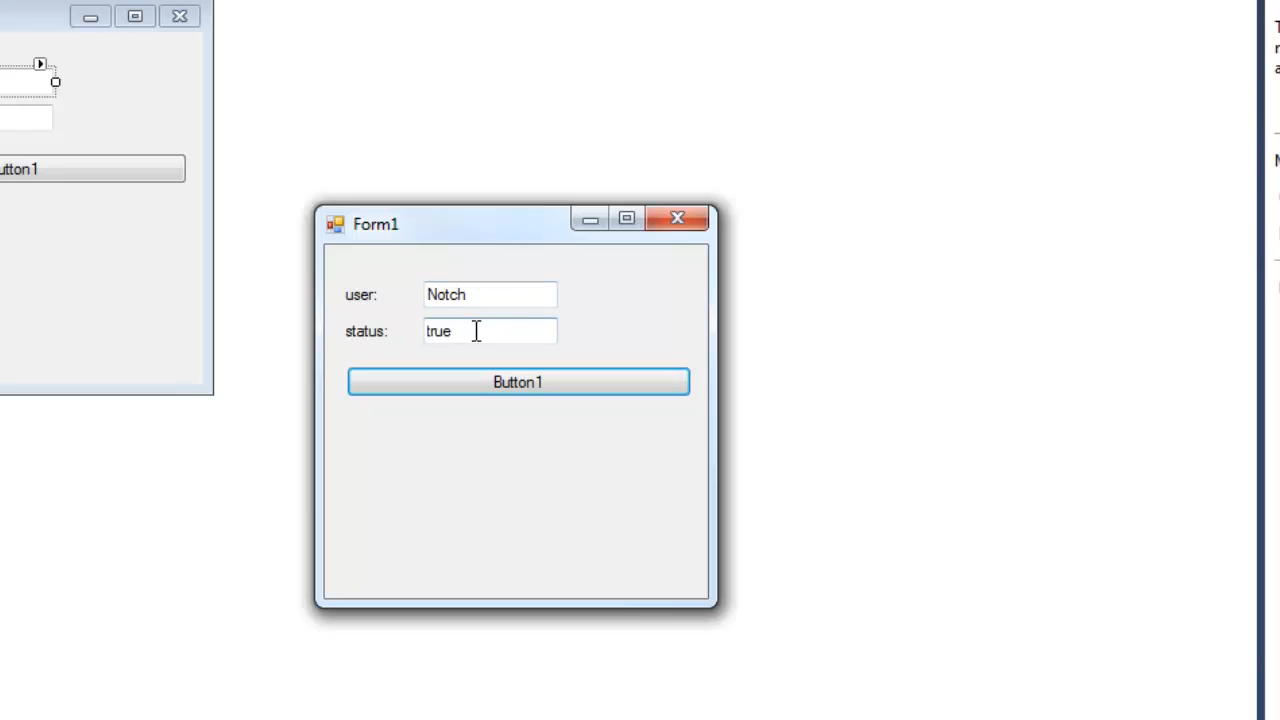 utton1
Form1
user: Notch
status: true
Button1